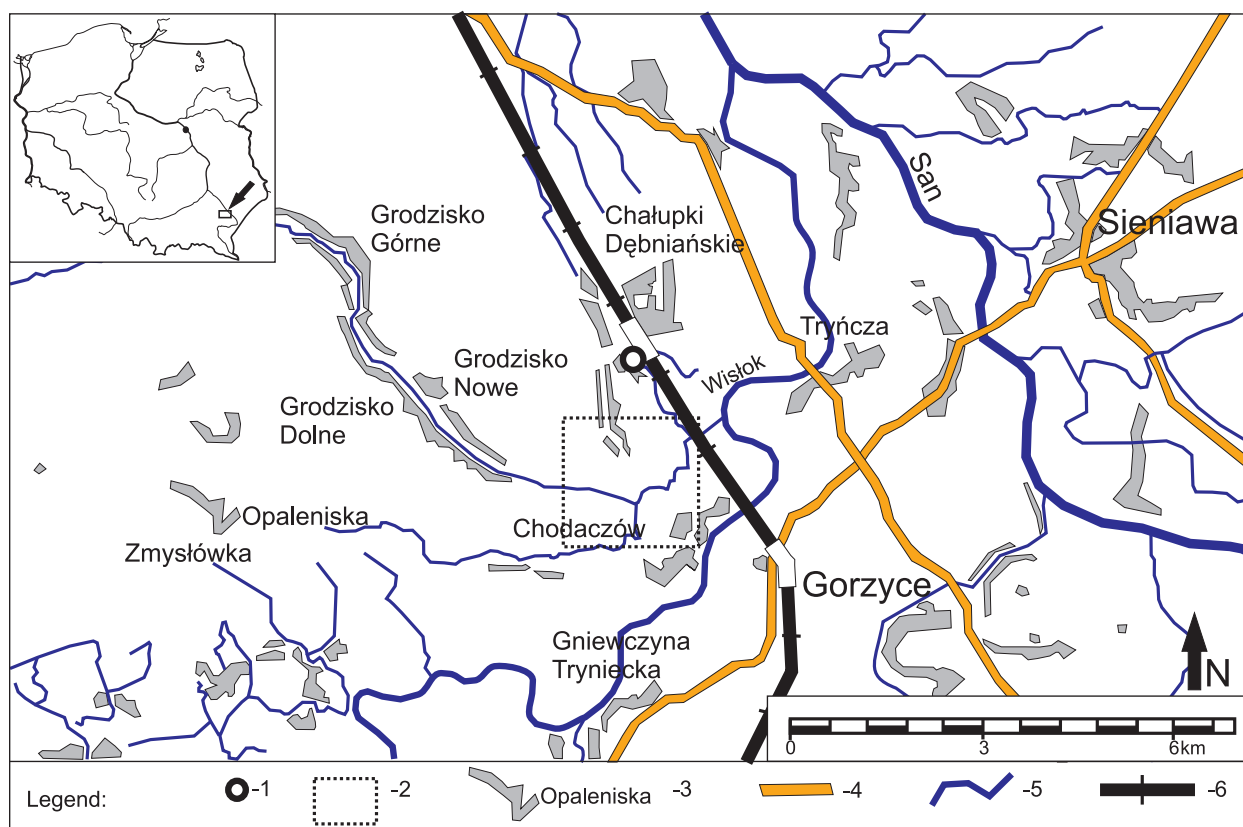 Grodzisko
Górne
Chałupki
Dębniańskie
San
Sieniawa
Tryńcza
Wisłok
Grodzisko
Nowe
Grodzisko
Dolne
Opaleniska
Chodaczów
Zmysłówka
Gorzyce
Gniewczyna
Tryniecka
N
0 3 6km
Legend: -1 -2 Opaleniska -3 -4 -5 -6